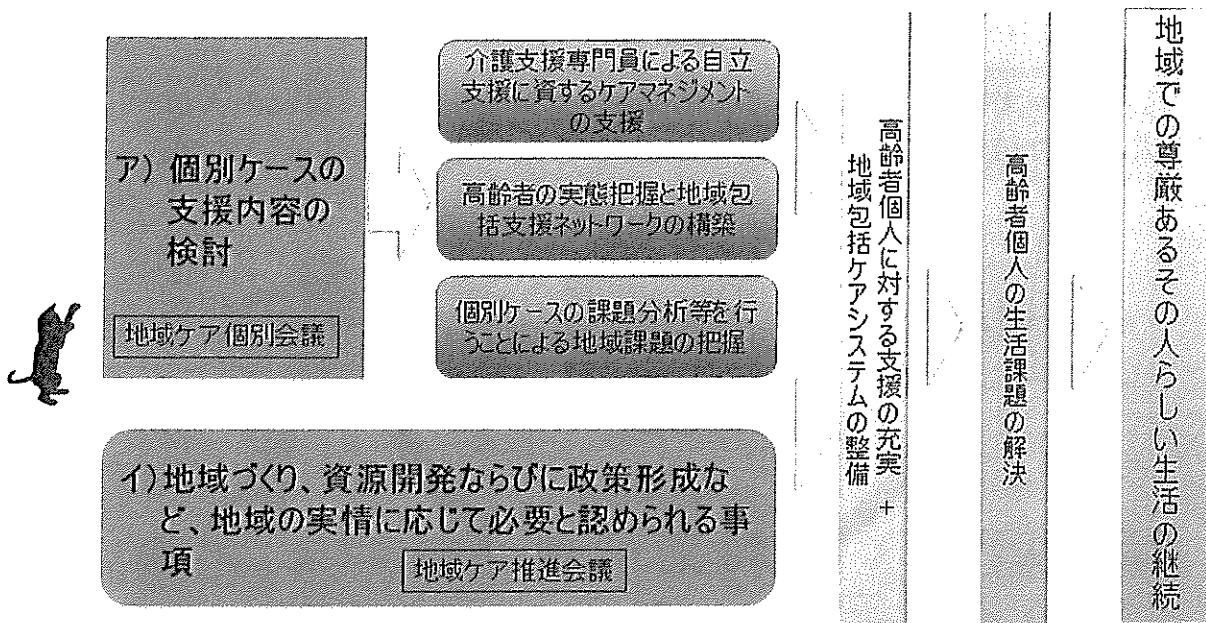 ア）個別ケースの
支援内容の
検討
地域ケア個別会議
介護支援専門員による自立
支援に資するケアマネジメント
の支援
高齢者の実態把握と地域包
括支援ネットワークの構築
個別ケースの課題分析等を行
うことによる地域課題の把握
イ）地域づくり、資源開発ならびに政策形成な
ど、地域の実情に応じて必要と認められる事
項
地域ケア推進会議
高齢者個人に対する支援の充実 +
地域包括ケアシステムの整備
高齢者個人の生活課題の解決
地域での尊厳あるその人らしい生活の継続